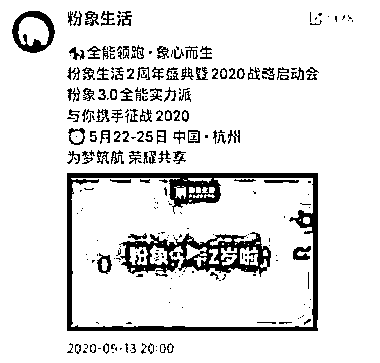 粉象生活
全能领跑·象心而生
粉象生活2周年盛典暨2020战略启动会
粉象3.0全能实力派
与你携手征战2020
5月22-25日 中国·杭州
为梦筑航 荣耀共享
粉象生活2岁啦
2020-05-13 20:00